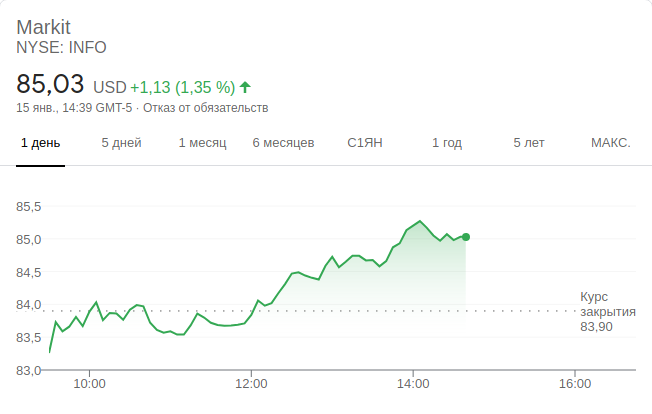 Markit
NYSE: INFO
85,03 USD +1,13 (1,35 %)
15 янв., 14:39 GMT-5 · Отказ от обязательств
1 день 5 дней 1 месяц 6 месяцев С1ЯН 1 год 5 лет МАКС.
85,5
85,0
84,5
84,0
83,5
83,0
Курс
закрытия
83,90
10:00 12:00 14:00 16:00